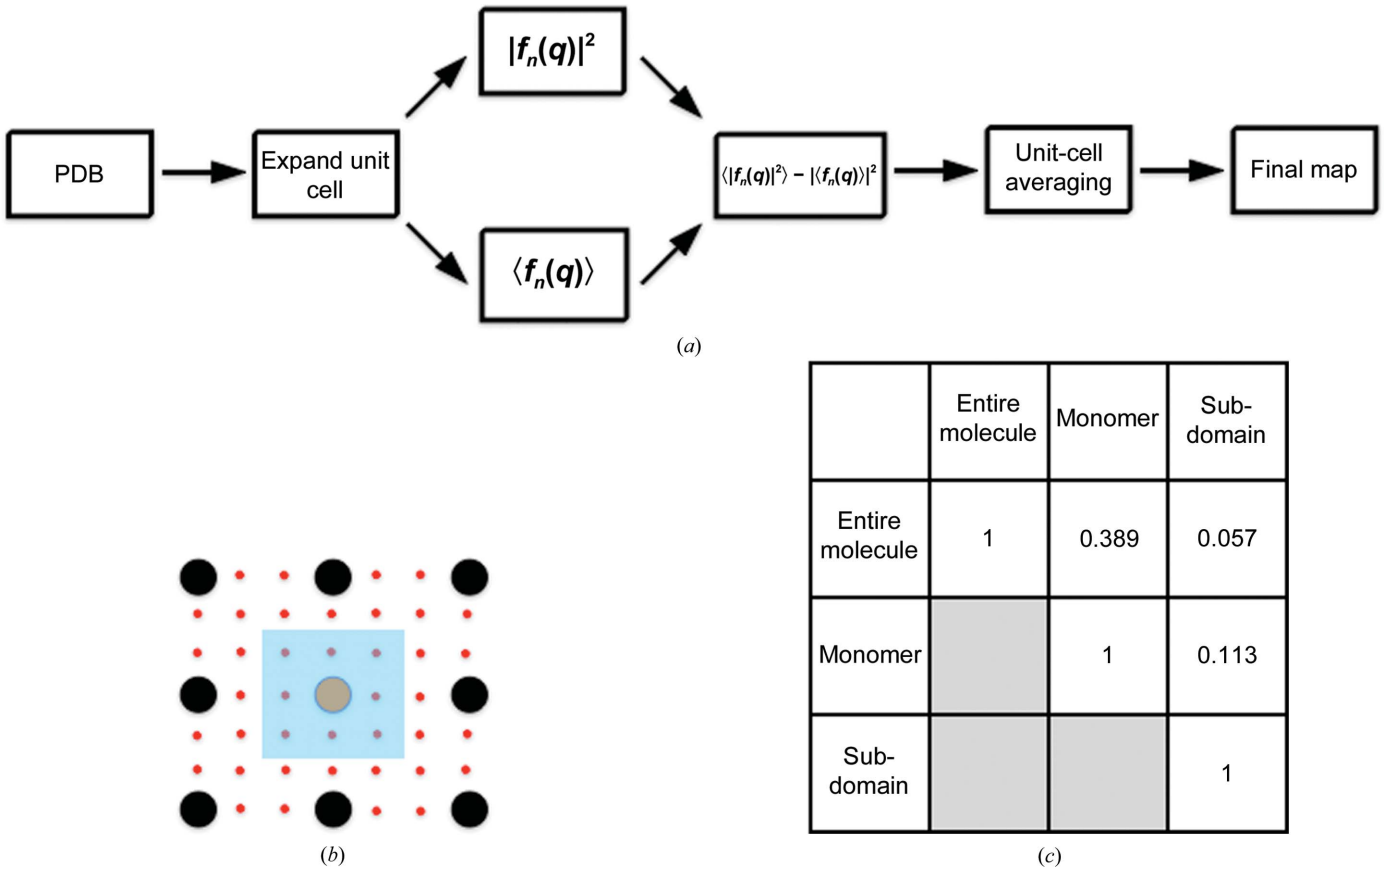 PDB
Expand unit
cell
|fₙ(q)|²
⟨fₙ(q)⟩
⟨|fₙ(q)|²⟩ − |⟨fₙ(q)⟩|²
Unit-cell
averaging
Final map
(a)
(b)
Entire
molecule
Monomer
Sub-
domain
Entire
molecule
1
0.389
0.057
Monomer
1
0.113
Sub-
domain
1
(c)